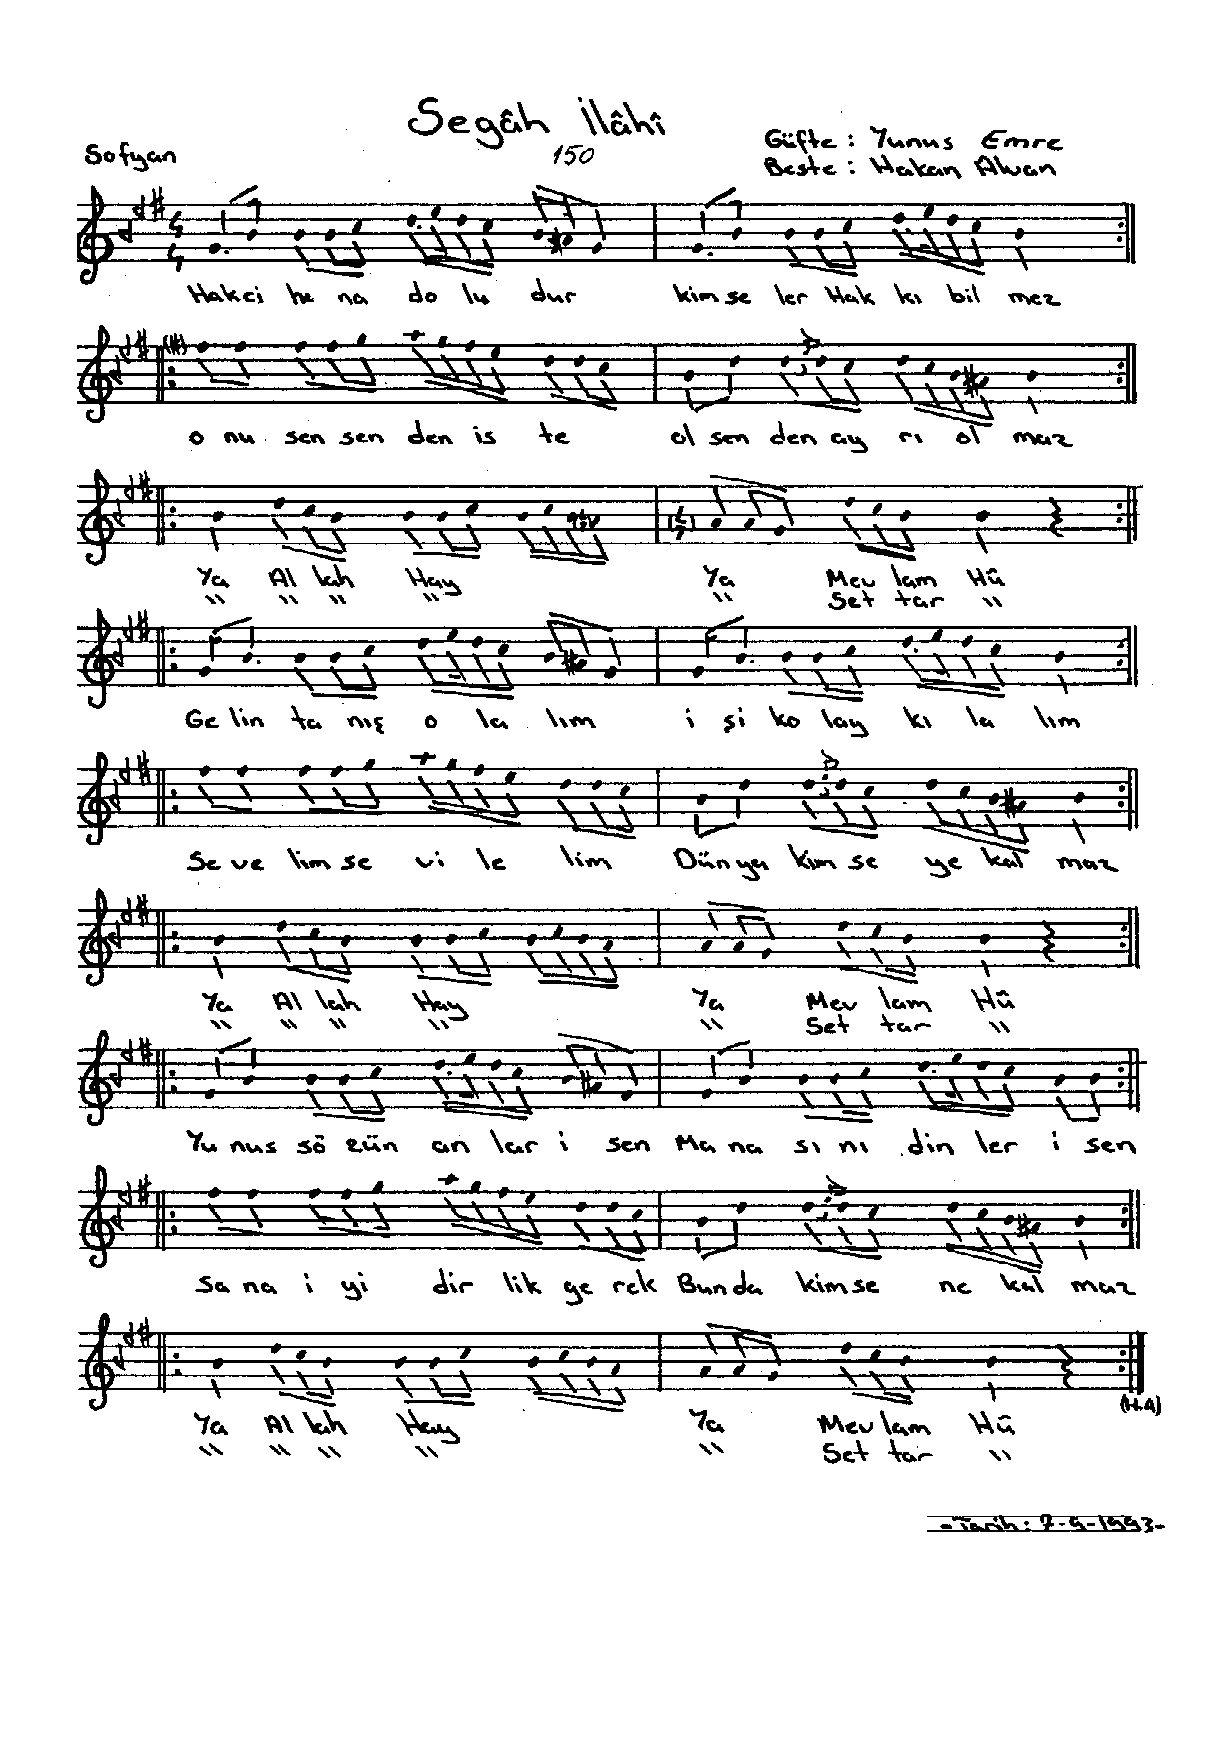 Segâh İlâhî
Sofyan
150
Güfte : Yunus Emre
Beste : Hakan Alvan
Hak ci ha na do lu dur kim se ler Hak kı bil mez
o nu sen sen den is te ol sen den ay rı ol maz
Ya Al lah Hay Ya Mev lam Hû
" " " " " Set tar "
Ge lin ta nış o la lım i şi ko lay kı la lım
Se ve lim se vi le lim Dün ya kim se ye kal maz
Ya Al lah Hay Ya Mev lam Hû
" " " " " Set tar "
Yu nus sö zün an lar i sen Ma na sı nı din ler i sen
Sa na i yi dir lik ge rek Bun da kim se ne kal maz
(H.A)
Ya Al lah Hay Ya Mev lam Hû
" " " " " Set tar "
-Tarih : 7-9-1993-